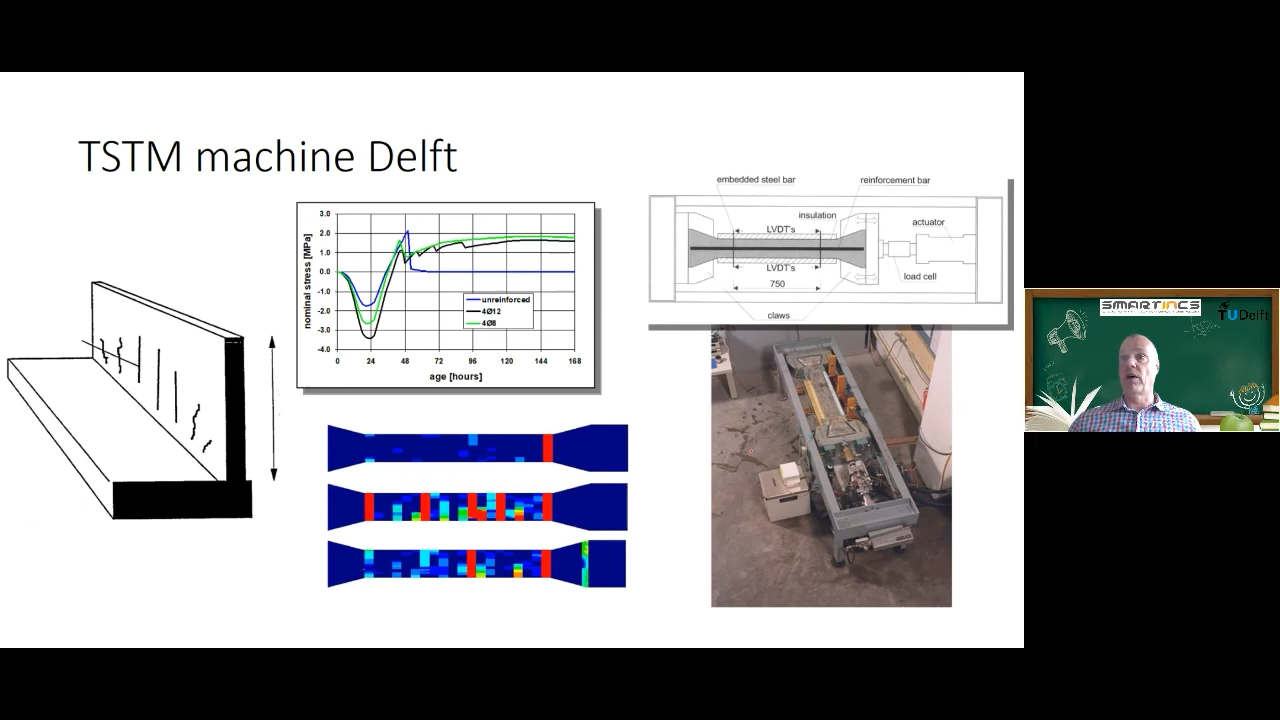 TSTM machine Delft
3.0
2.0
1.0
0.0
-1.0
-2.0
-3.0
-4.0
nominal stress [MPa]
unreinforced
4Ø12
4Ø8
0 24 48 72 96 120 144 168
age [hours]
embedded steel bar
reinforcement bar
insulation
LVDT's
actuator
LVDT's
load cell
750
claws
SMARTINCS
TUDelft